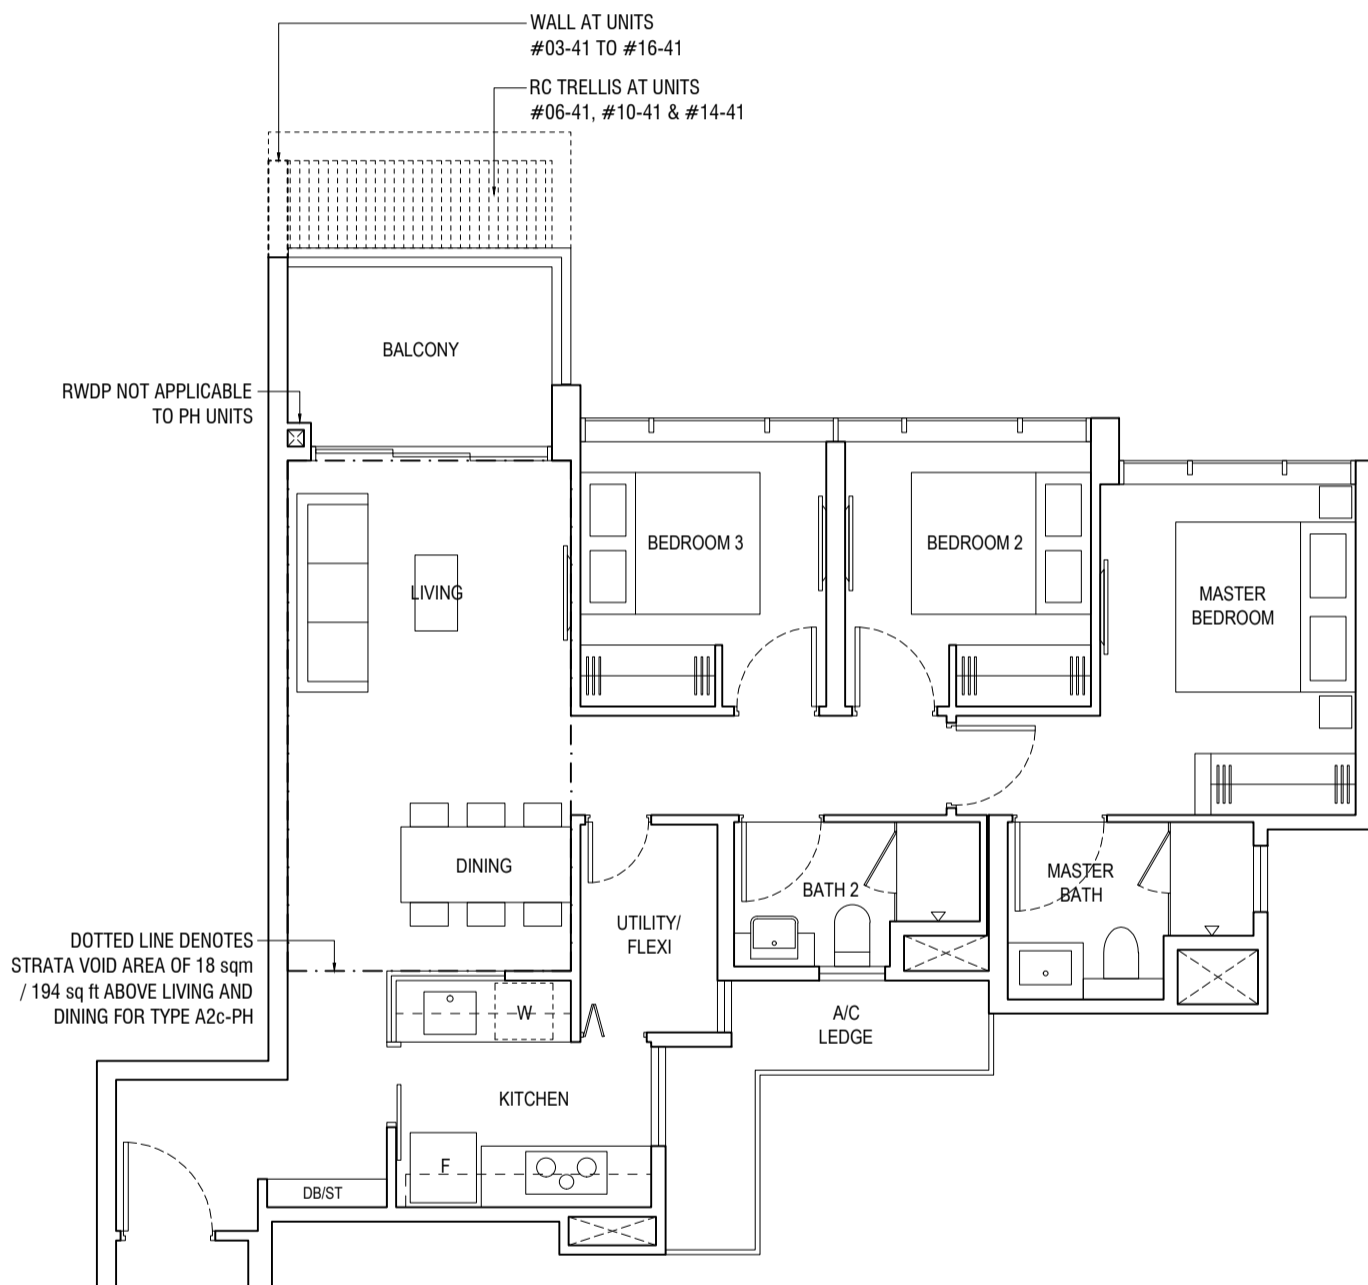 WALL AT UNITS
#03-41 TO #16-41
RC TRELLIS AT UNITS
#06-41, #10-41 & #14-41
BALCONY
RWDP NOT APPLICABLE
TO PH UNITS
BEDROOM 3
BEDROOM 2
LIVING
MASTER
BEDROOM
DINING
MASTER
BATH
BATH 2
UTILITY/
FLEXI
DOTTED LINE DENOTES
STRATA VOID AREA OF 18 sqm
/ 194 sq ft ABOVE LIVING AND
DINING FOR TYPE A2c-PH
W
A/C
LEDGE
KITCHEN
F
DB/ST